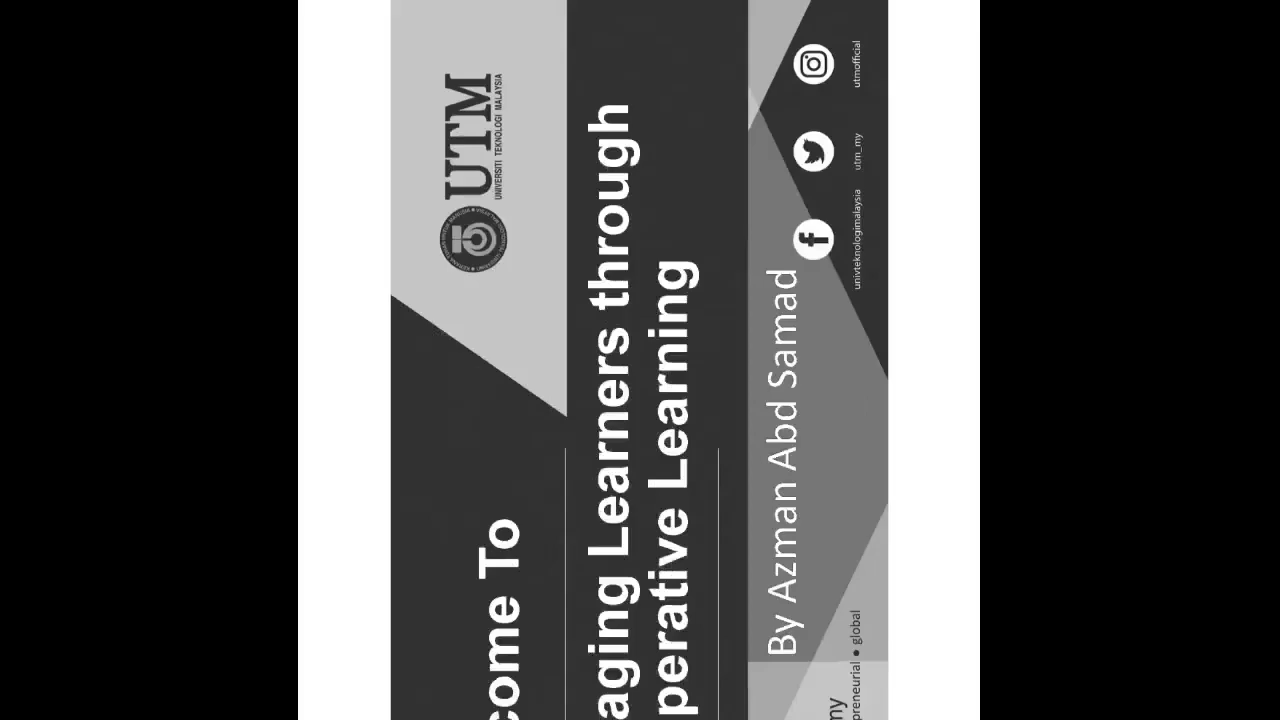 UTM
UNIVERSITI TEKNOLOGI MALAYSIA
come To
aging Learners through
perative Learning
By Azman Abd Samad
my
preneurial ● global
univteknologimalaysia
utm_my
utmofficial